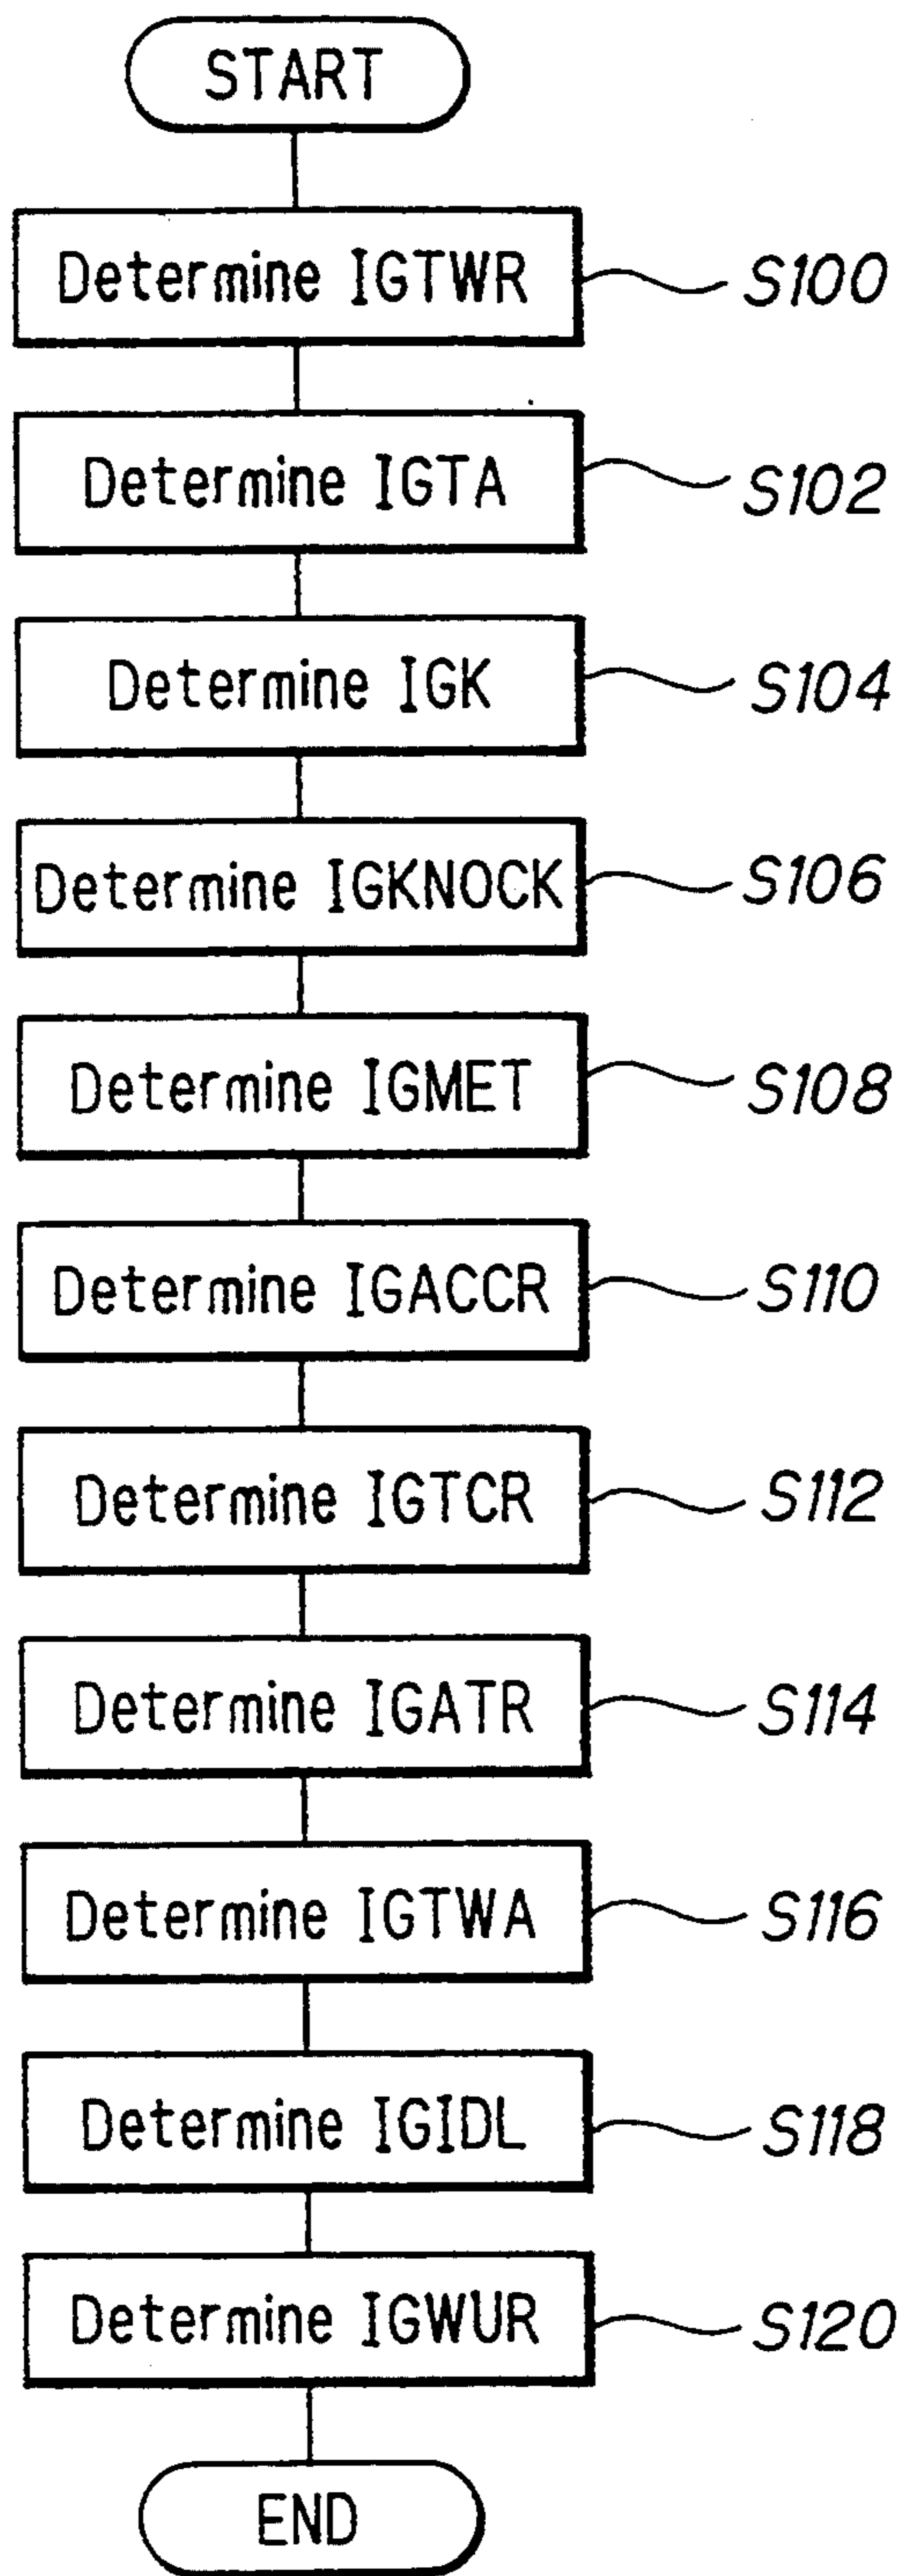 START
Determine IGTWR S100
Determine IGTA S102
Determine IGK S104
Determine IGKNOCK S106
Determine IGMET S108
Determine IGACCR S110
Determine IGTCR S112
Determine IGATR S114
Determine IGTWA S116
Determine IGIDL S118
Determine IGWUR S120
END